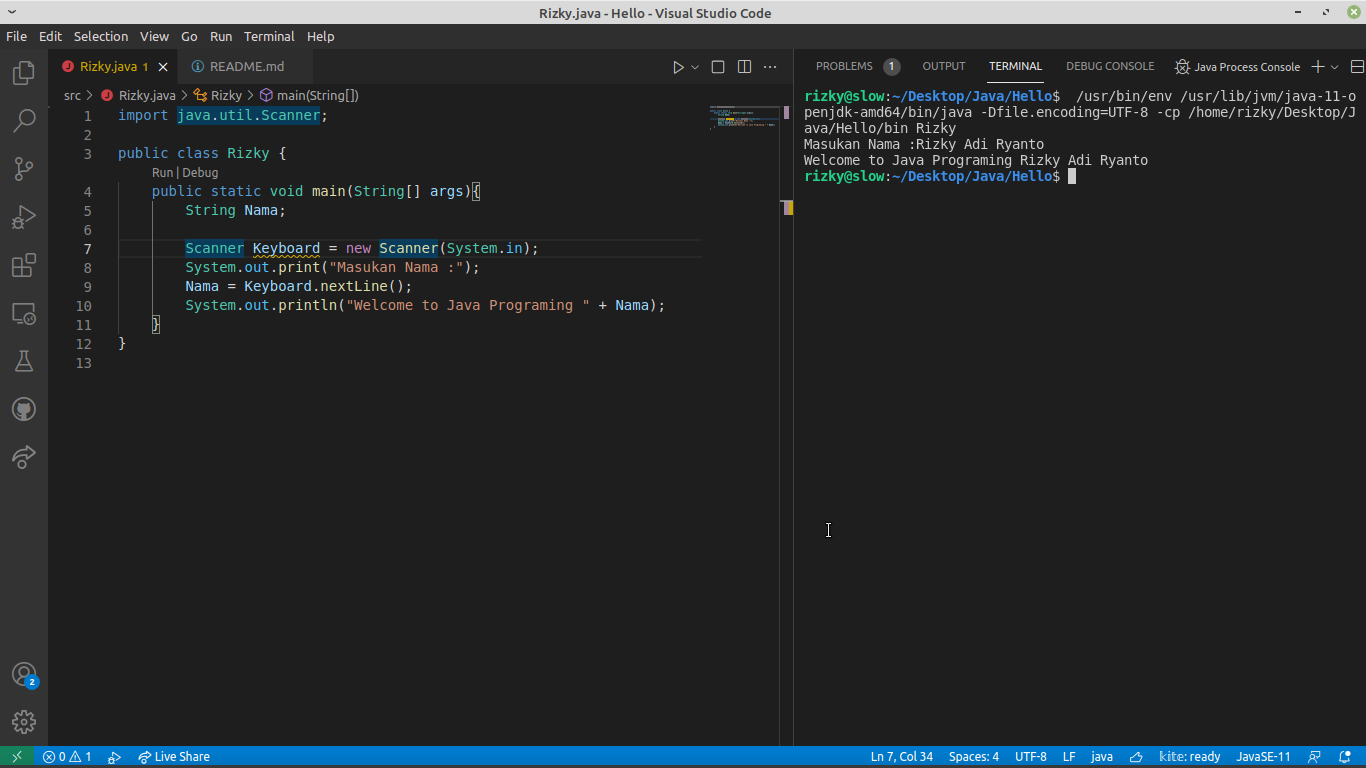 Rizky.java - Hello - Visual Studio Code
File Edit Selection View Go Run Terminal Help
Rizky.java 1 README.md
src > Rizky.java > Rizky > main(String[])
1 import java.util.Scanner;
2
3 public class Rizky {
Run | Debug
4 public static void main(String[] args){
5 String Nama;
6
7 Scanner Keyboard = new Scanner(System.in);
8 System.out.print("Masukan Nama :");
9 Nama = Keyboard.nextLine();
10 System.out.println("Welcome to Java Programing " + Nama);
11 }
12 }
13
PROBLEMS 1 OUTPUT TERMINAL DEBUG CONSOLE Java Process Console
rizky@slow:~/Desktop/Java/Hello$ /usr/bin/env /usr/lib/jvm/java-11-o
penjdk-amd64/bin/java -Dfile.encoding=UTF-8 -cp /home/rizky/Desktop/J
ava/Hello/bin Rizky
Masukan Nama :Rizky Adi Ryanto
Welcome to Java Programing Rizky Adi Ryanto
rizky@slow:~/Desktop/Java/Hello$
2
0 1 Live Share Ln 7, Col 34 Spaces: 4 UTF-8 LF java kite: ready JavaSE-11